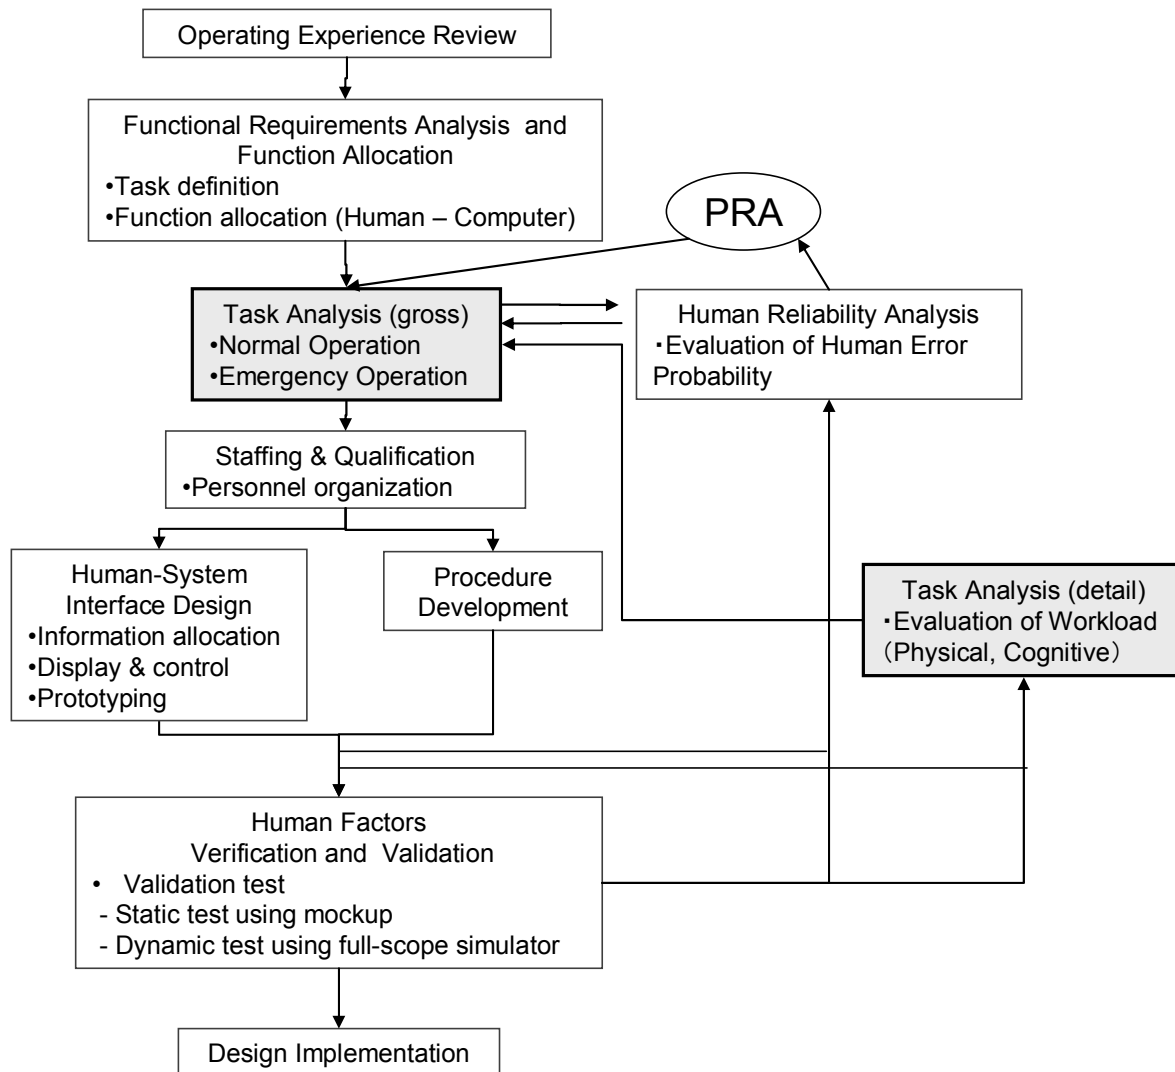 Operating Experience Review
Functional Requirements Analysis and
Function Allocation
•Task definition
•Function allocation (Human – Computer)
PRA
Task Analysis (gross)
•Normal Operation
•Emergency Operation
Human Reliability Analysis
・Evaluation of Human Error
Probability
Staffing & Qualification
•Personnel organization
Human-System
Interface Design
•Information allocation
•Display & control
•Prototyping
Procedure
Development
Task Analysis (detail)
・Evaluation of Workload
（Physical, Cognitive）
Human Factors
Verification and Validation
• Validation test
- Static test using mockup
- Dynamic test using full-scope simulator
Design Implementation